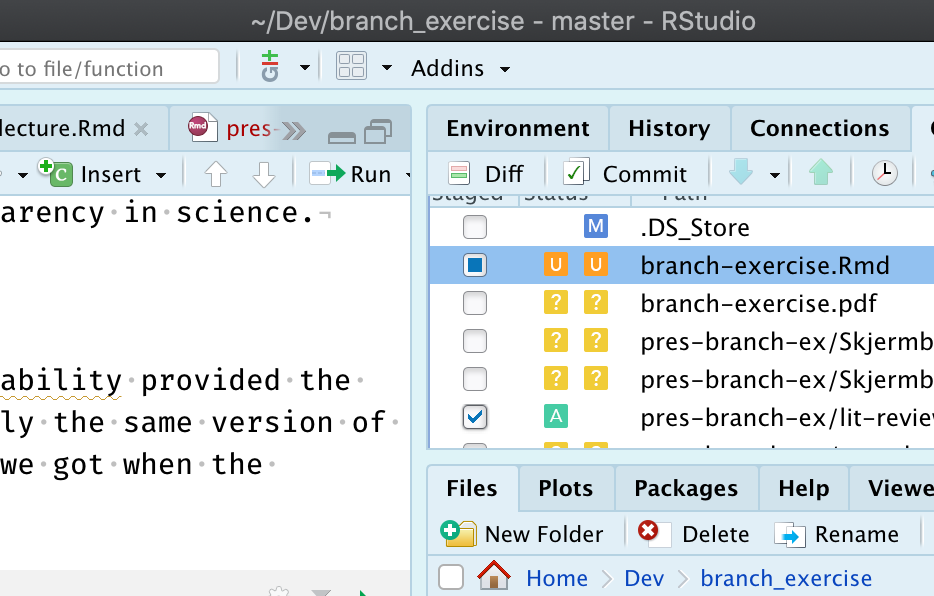 ~/Dev/branch_exercise - master - RStudio
o to file/function
Addins
lecture.Rmd
Rmd
pres-
Environment
History
Connections
C
Insert
Run
Diff
Commit
arency in science.¬
Staged
Status
Path
M
.DS_Store
U U branch-exercise.Rmd
? ? branch-exercise.pdf
? ? pres-branch-ex/Skjermb
? ? pres-branch-ex/Skjermb
A pres-branch-ex/lit-review
ability provided the
ly the same version of
we got when the
Files
Plots
Packages
Help
Viewe
New Folder
Delete
Rename
Home
Dev
branch_exercise